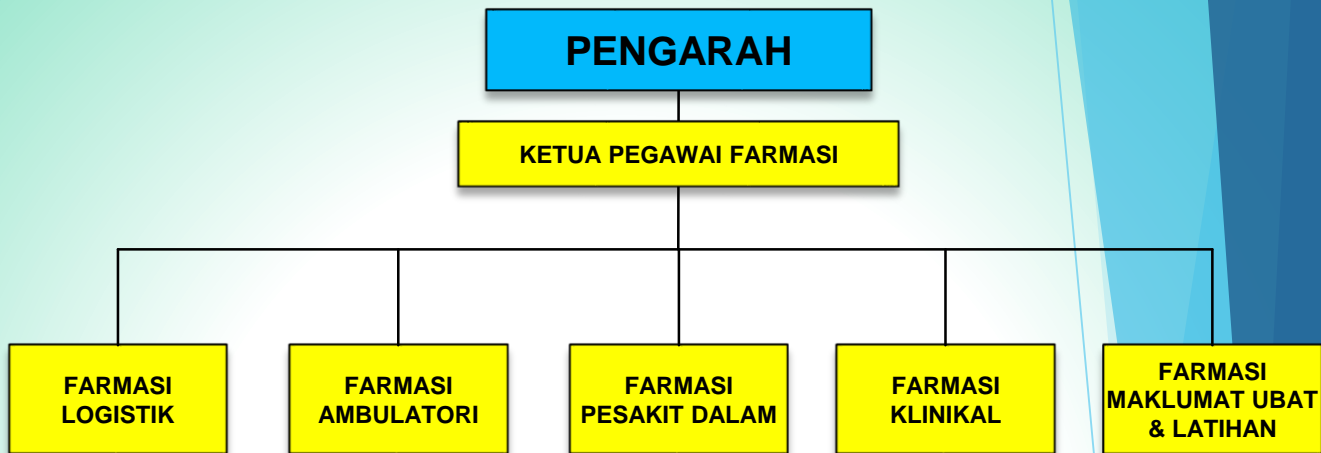 PENGARAH
KETUA PEGAWAI FARMASI
FARMASI
LOGISTIK
FARMASI
AMBULATORI
FARMASI
PESAKIT DALAM
FARMASI
KLINIKAL
FARMASI
MAKLUMAT UBAT
& LATIHAN